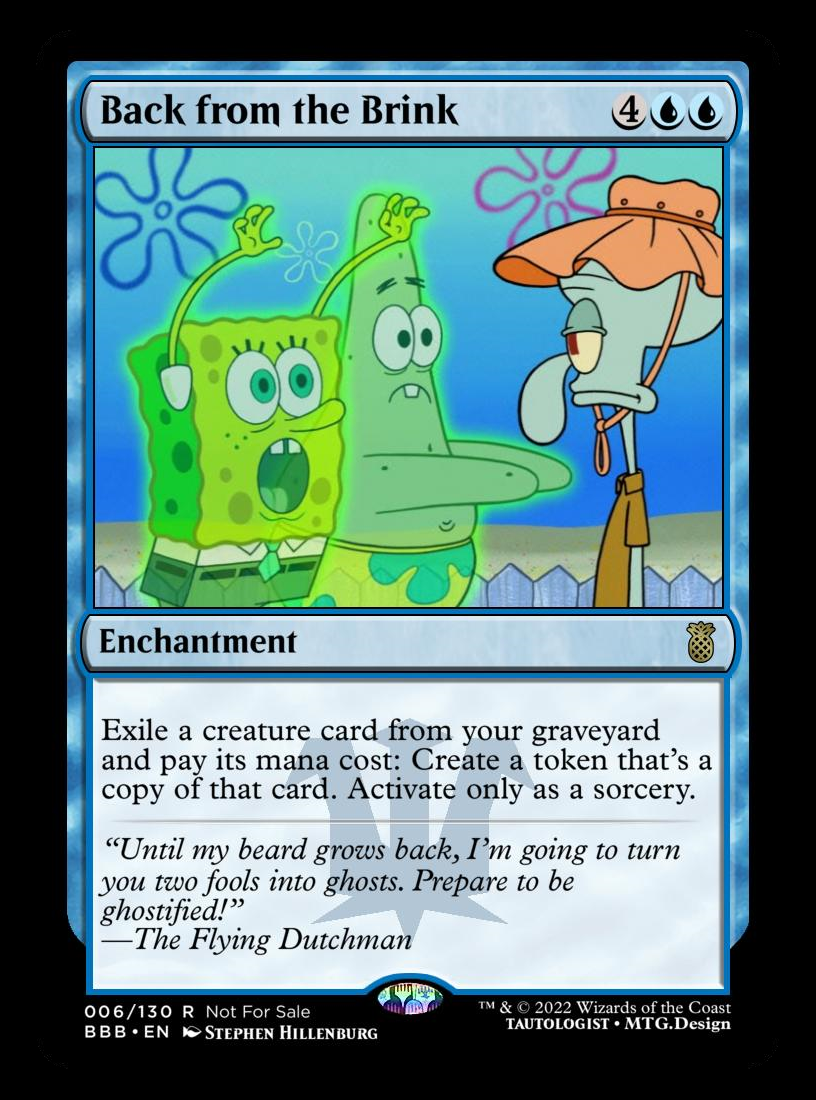 Back from the Brink 4
Enchantment
Exile a creature card from your graveyard
and pay its mana cost: Create a token that’s a
copy of that card. Activate only as a sorcery.
“Until my beard grows back, I’m going to turn
you two fools into ghosts. Prepare to be
ghostified!”
—The Flying Dutchman
006/130 R Not For Sale
BBB • EN STEPHEN HILLENBURG
™ & © 2022 Wizards of the Coast
TAUTOLOGIST • MTG.Design